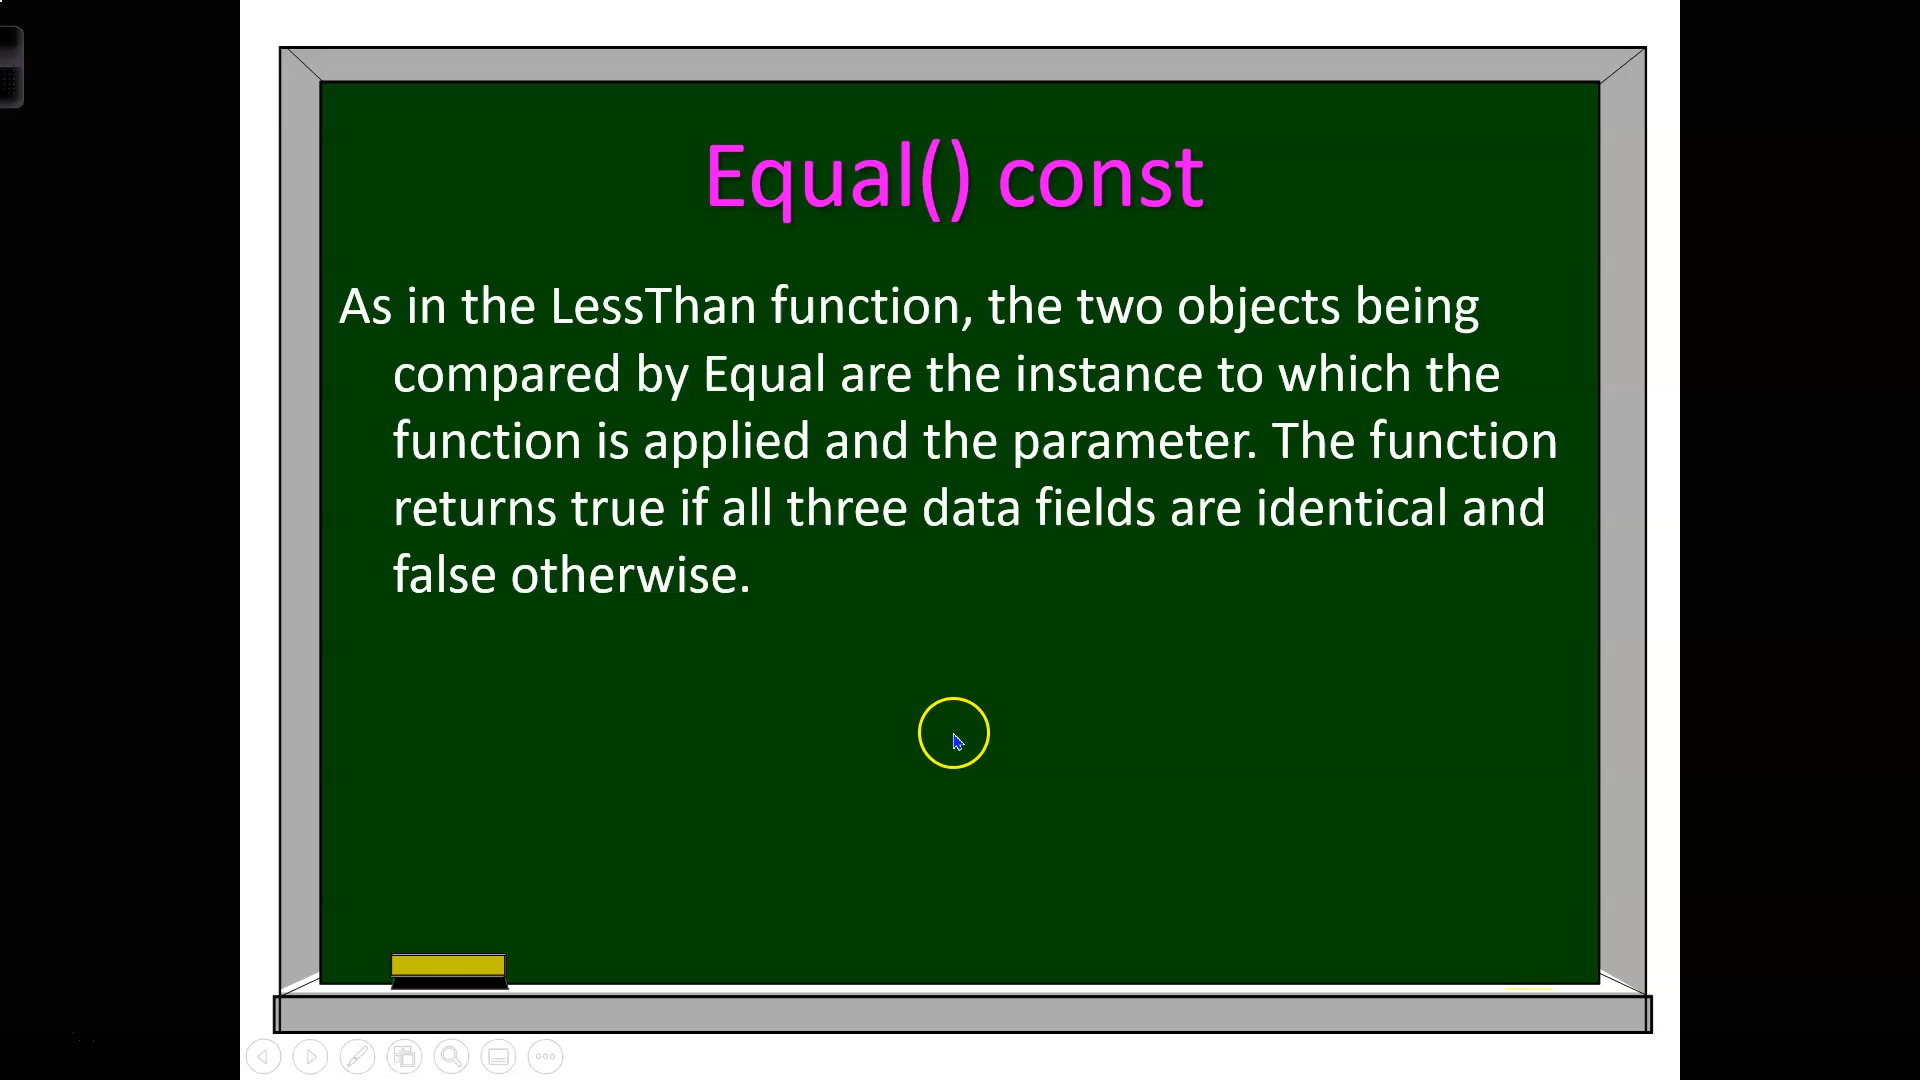 Equal() const
As in the LessThan function, the two objects being
compared by Equal are the instance to which the
function is applied and the parameter. The function
returns true if all three data fields are identical and
false otherwise.